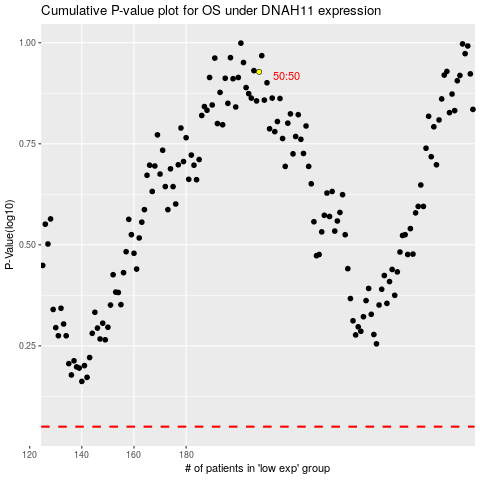 Cumulative P-value plot for OS under DNAH11 expression
1.00
50:50
0.75
P-Value(log10)
0.50
0.25
120 140 160 180
# of patients in 'low exp' group